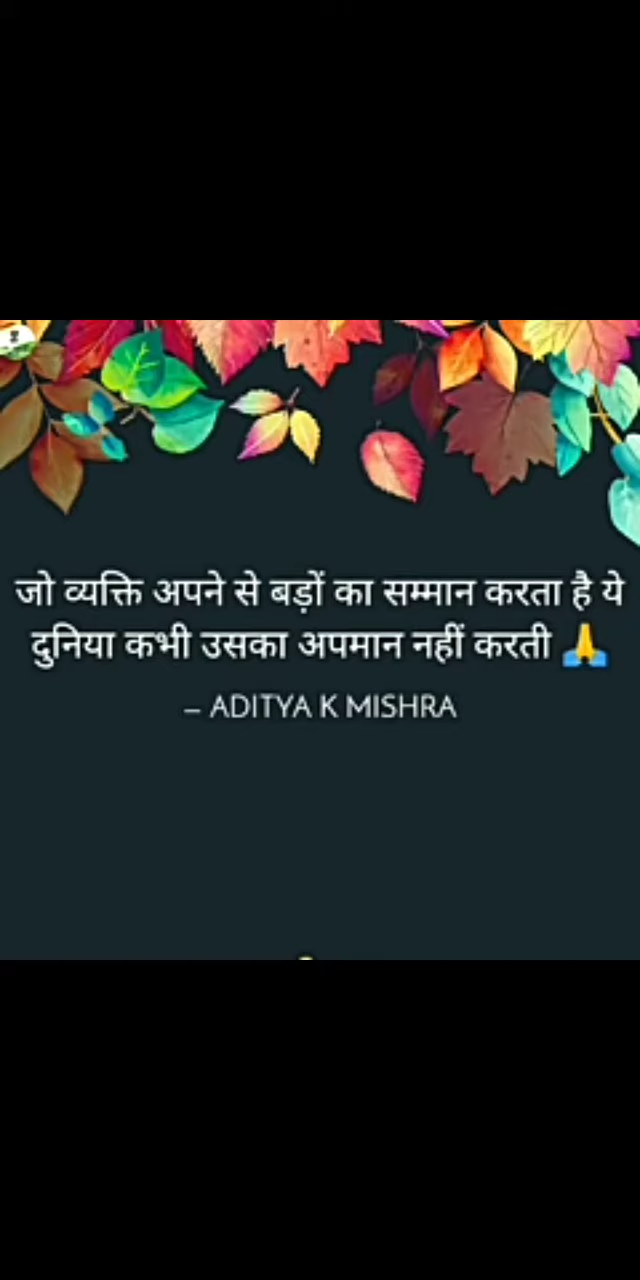 जो व्यक्ति अपने से बड़ों का सम्मान करता है ये
दुनिया कभी उसका अपमान नहीं करती 🙏
– ADITYA K MISHRA